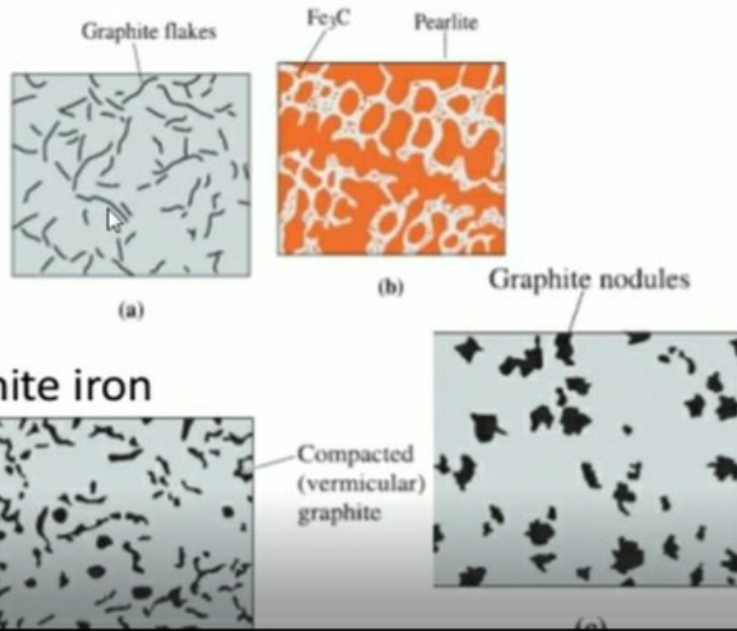 Graphite flakes
Fe₃C
Pearlite
(a)
(b)
Graphite nodules
hite iron
Compacted
(vermicular)
graphite
(c)